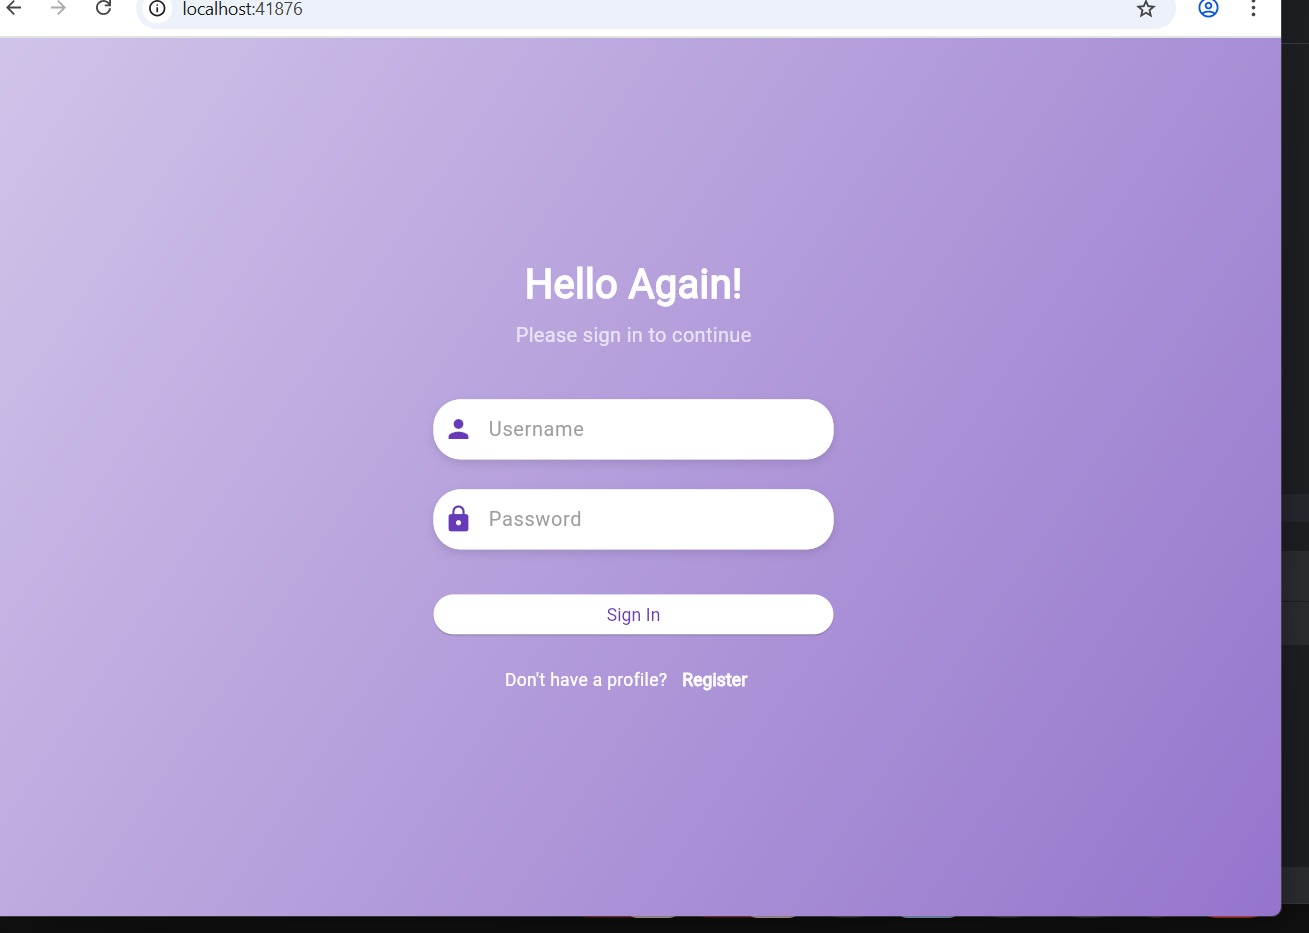 localhost:41876
Hello Again!
Please sign in to continue
Username
Password
Sign In
Don't have a profile? Register